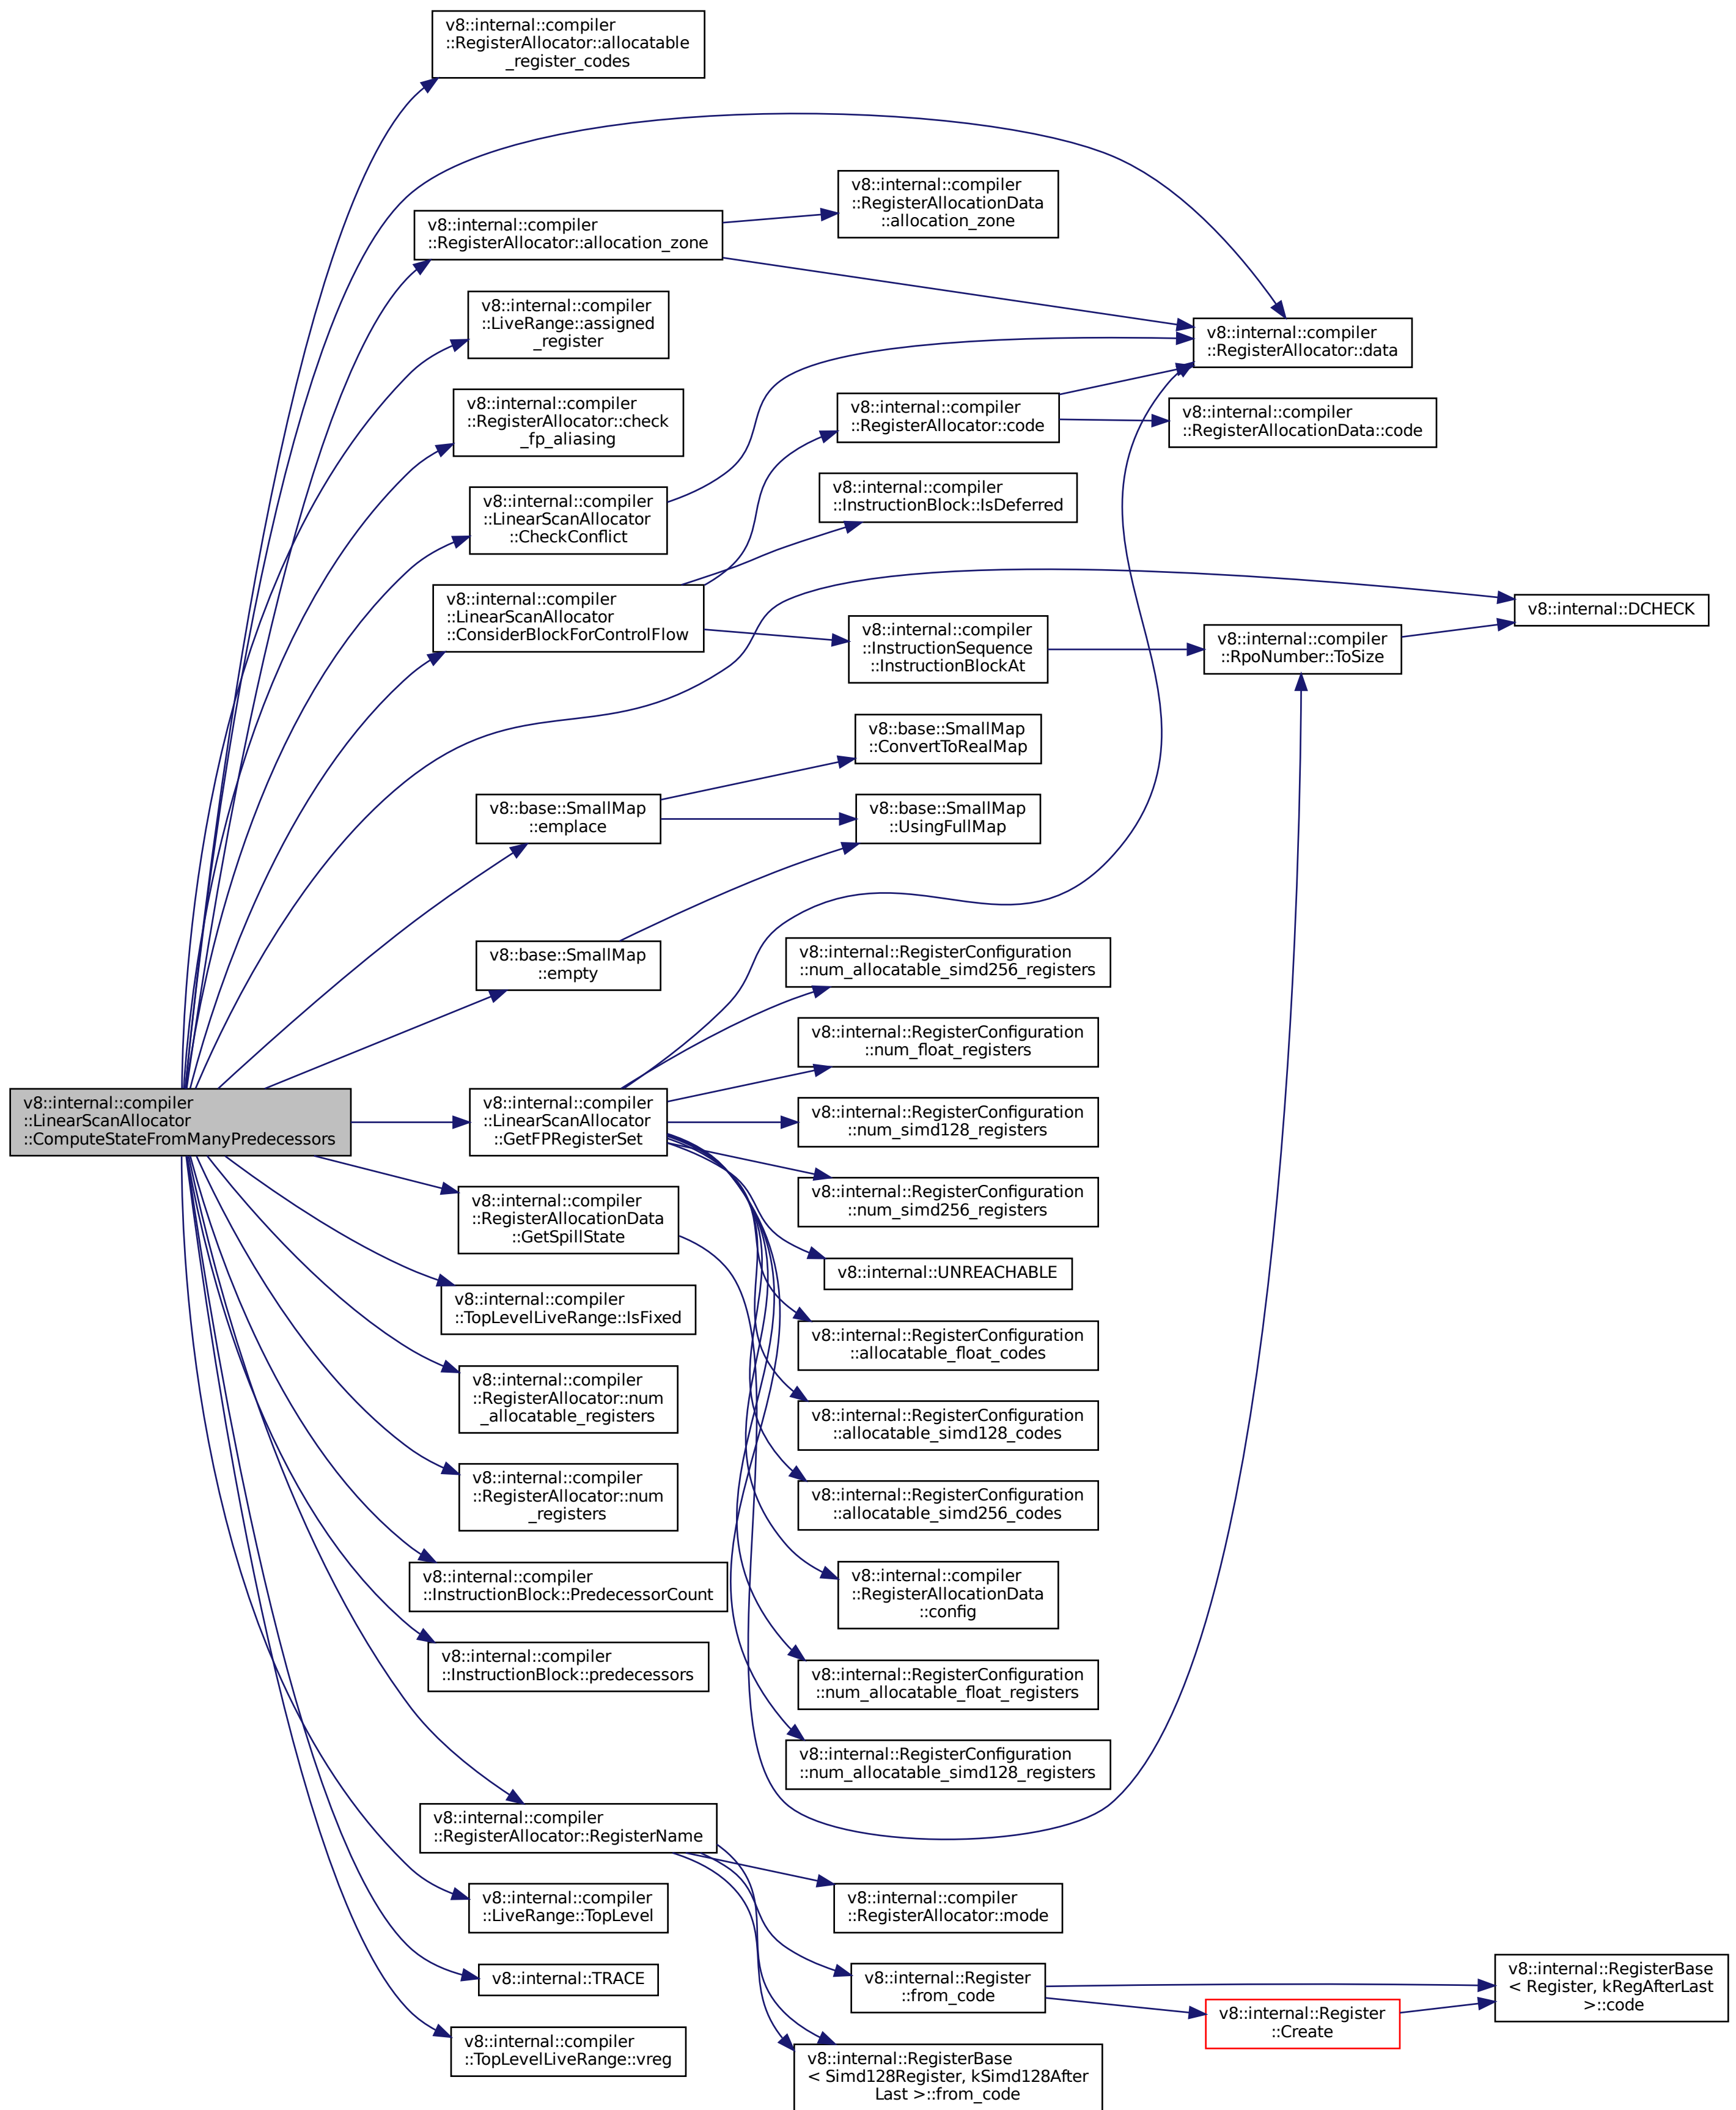 v8::internal::compiler
::RegisterAllocator::allocatable
_register_codes
v8::internal::compiler
::RegisterAllocationData
::allocation_zone
v8::internal::compiler
::RegisterAllocator::allocation_zone
v8::internal::compiler
::LiveRange::assigned
_register
v8::internal::compiler
::RegisterAllocator::data
v8::internal::compiler
::RegisterAllocator::check
_fp_aliasing
v8::internal::compiler
::RegisterAllocator::code
v8::internal::compiler
::RegisterAllocationData::code
v8::internal::compiler
::LinearScanAllocator
::CheckConflict
v8::internal::compiler
::InstructionBlock::IsDeferred
v8::internal::compiler
::LinearScanAllocator
::ConsiderBlockForControlFlow
v8::internal::DCHECK
v8::internal::compiler
::InstructionSequence
::InstructionBlockAt
v8::internal::compiler
::RpoNumber::ToSize
v8::base::SmallMap
::ConvertToRealMap
v8::base::SmallMap
::emplace
v8::base::SmallMap
::UsingFullMap
v8::base::SmallMap
::empty
v8::internal::RegisterConfiguration
::num_allocatable_simd256_registers
v8::internal::RegisterConfiguration
::num_float_registers
v8::internal::compiler
::LinearScanAllocator
::ComputeStateFromManyPredecessors
v8::internal::compiler
::LinearScanAllocator
::GetFPRegisterSet
v8::internal::RegisterConfiguration
::num_simd128_registers
v8::internal::RegisterConfiguration
::num_simd256_registers
v8::internal::compiler
::RegisterAllocationData
::GetSpillState
v8::internal::UNREACHABLE
v8::internal::compiler
::TopLevelLiveRange::IsFixed
v8::internal::RegisterConfiguration
::allocatable_float_codes
v8::internal::compiler
::RegisterAllocator::num
_allocatable_registers
v8::internal::RegisterConfiguration
::allocatable_simd128_codes
v8::internal::compiler
::RegisterAllocator::num
_registers
v8::internal::RegisterConfiguration
::allocatable_simd256_codes
v8::internal::compiler
::InstructionBlock::PredecessorCount
v8::internal::compiler
::RegisterAllocationData
::config
v8::internal::compiler
::InstructionBlock::predecessors
v8::internal::RegisterConfiguration
::num_allocatable_float_registers
v8::internal::RegisterConfiguration
::num_allocatable_simd128_registers
v8::internal::compiler
::RegisterAllocator::RegisterName
v8::internal::compiler
::LiveRange::TopLevel
v8::internal::compiler
::RegisterAllocator::mode
v8::internal::TRACE
v8::internal::Register
::from_code
v8::internal::RegisterBase
< Register, kRegAfterLast
>::code
v8::internal::Register
::Create
v8::internal::compiler
::TopLevelLiveRange::vreg
v8::internal::RegisterBase
< Simd128Register, kSimd128After
Last >::from_code